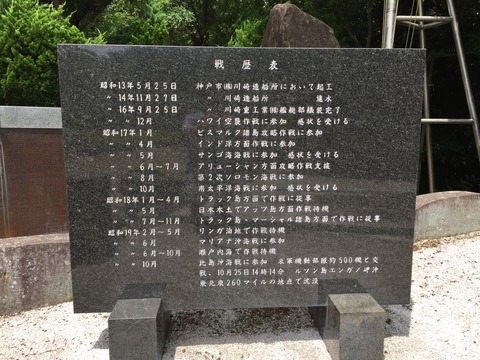 戦歴表
昭和13年5月25日 神戸市㈱川崎造船所において起工
〃 14年11月27日 〃 川崎造船所 進水
〃 16年9月25日 〃 川崎重工業㈱艦船部艤装完了
〃 〃 12月 ハワイ空襲作戦に参加 感状を受ける
昭和17年1月 ビスマルク諸島攻略作戦に参加
〃 〃 4月 インド洋方面作戦に参加
〃 〃 5月 サンゴ海海戦に参加 感状を受ける
〃 〃 6月〜7月 アリューシャン方面攻略作戦支援
〃 〃 8月 第2次ソロモン海戦に参加
〃 〃 10月 南太平洋海戦に参加 感状を受ける
昭和18年1月〜4月 トラック島方面で作戦に従事
〃 〃 5月 日本本土でアッツ島方面作戦待機
〃 〃 7月〜11月 トラック島・マーシャル諸島方面で作戦に従事
昭和19年2月〜5月 リンガ泊地で作戦待機
〃 〃 6月 マリアナ沖海戦に参加
〃 〃 6月〜10月 瀬戸内海で作戦待機
〃 〃 10月 比島沖海戦に参加 米軍機動部隊約500機と交
戦、10月25日14時14分 ルソン島エンガノ岬沖
東北東260マイルの地点で沈没